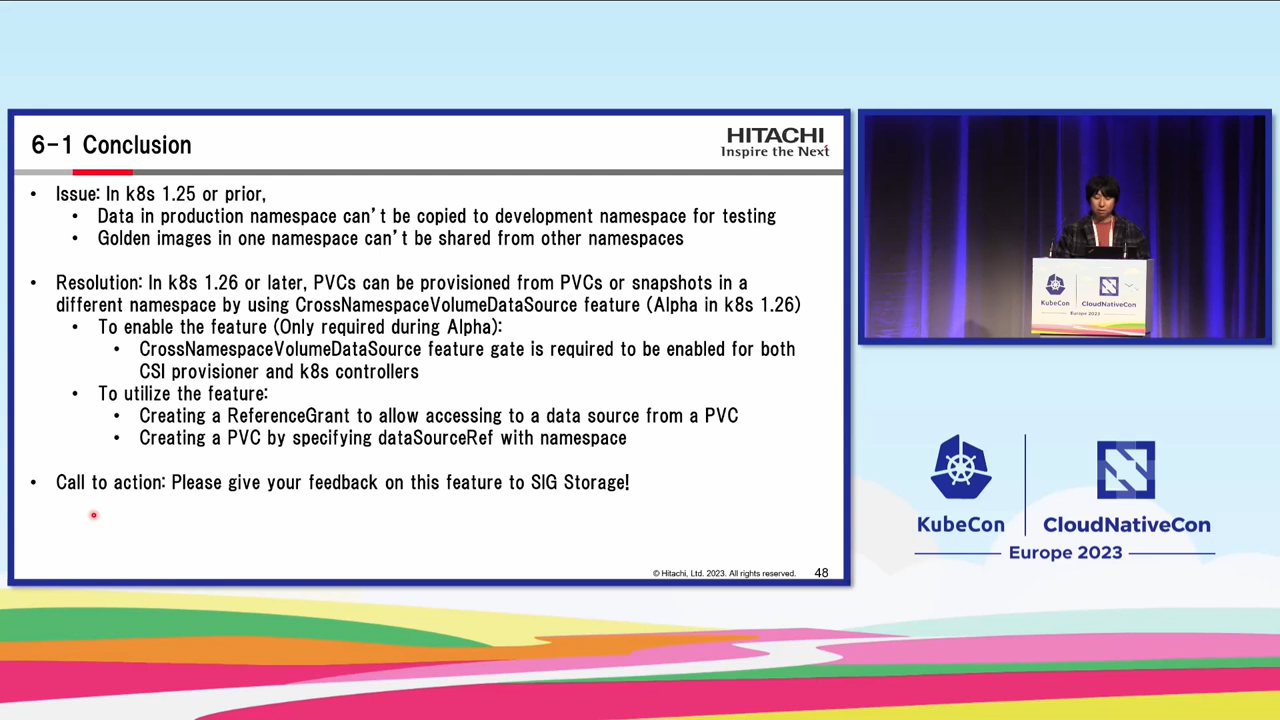 6-1 Conclusion
HITACHI
Inspire the Next
• Issue: In k8s 1.25 or prior,
• Data in production namespace can't be copied to development namespace for testing
• Golden images in one namespace can't be shared from other namespaces
• Resolution: In k8s 1.26 or later, PVCs can be provisioned from PVCs or snapshots in a
different namespace by using CrossNamespaceVolumeDataSource feature (Alpha in k8s 1.26)
• To enable the feature (Only required during Alpha):
• CrossNamespaceVolumeDataSource feature gate is required to be enabled for both
CSI provisioner and k8s controllers
• To utilize the feature:
• Creating a ReferenceGrant to allow accessing to a data source from a PVC
• Creating a PVC by specifying dataSourceRef with namespace
• Call to action: Please give your feedback on this feature to SIG Storage!
© Hitachi, Ltd. 2023. All rights reserved.
48
KubeCon
CloudNativeCon
Europe 2023
KubeCon
CloudNativeCon
Europe 2023